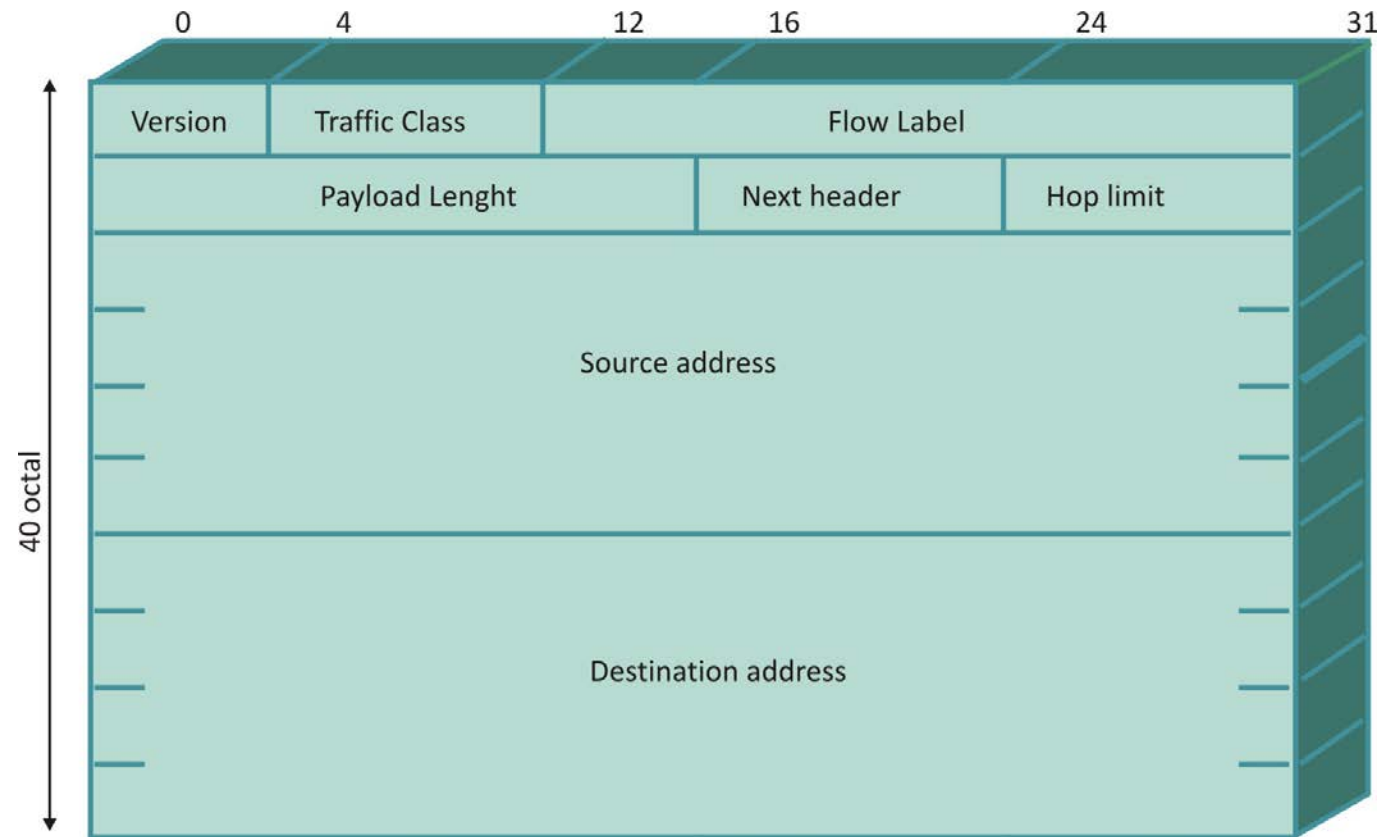 0 4 12 16 24 31
Version Traffic Class Flow Label
Payload Lenght Next header Hop limit
Source address
40 octal
Destination address